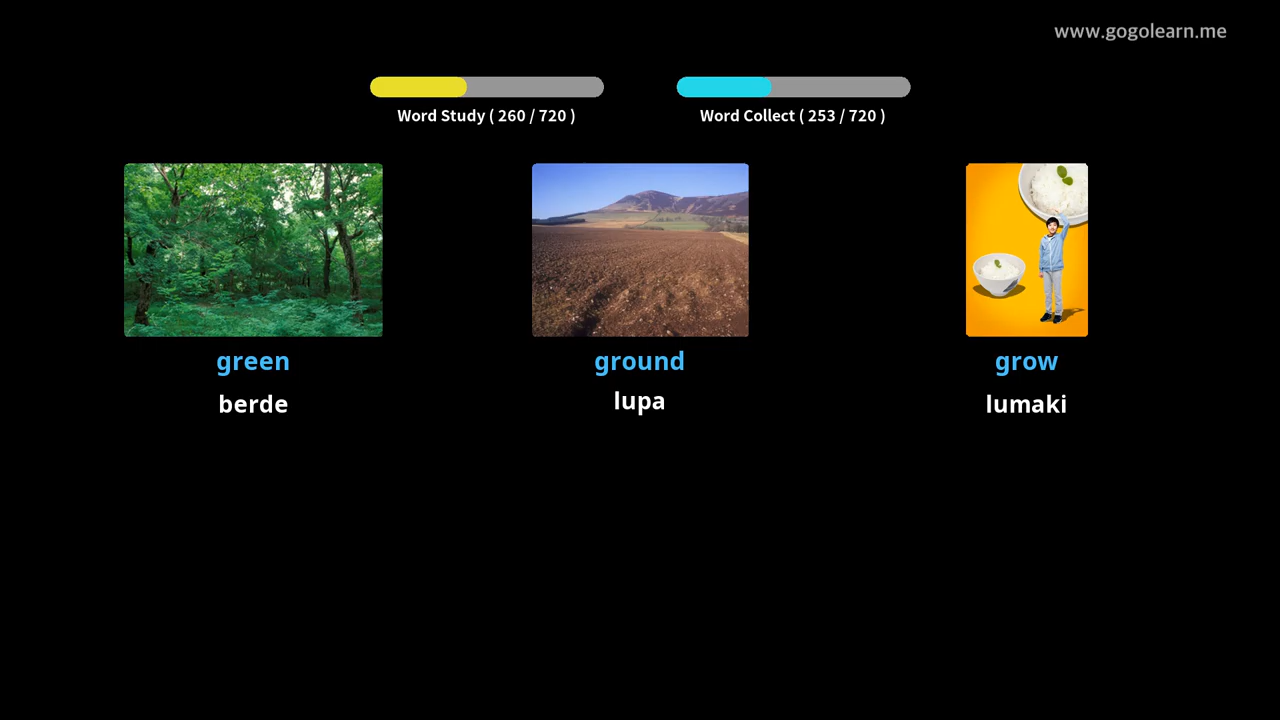 www.gogolearn.me
Word Study ( 260 / 720 )
Word Collect ( 253 / 720 )
green
ground
grow
berde
lupa
lumaki